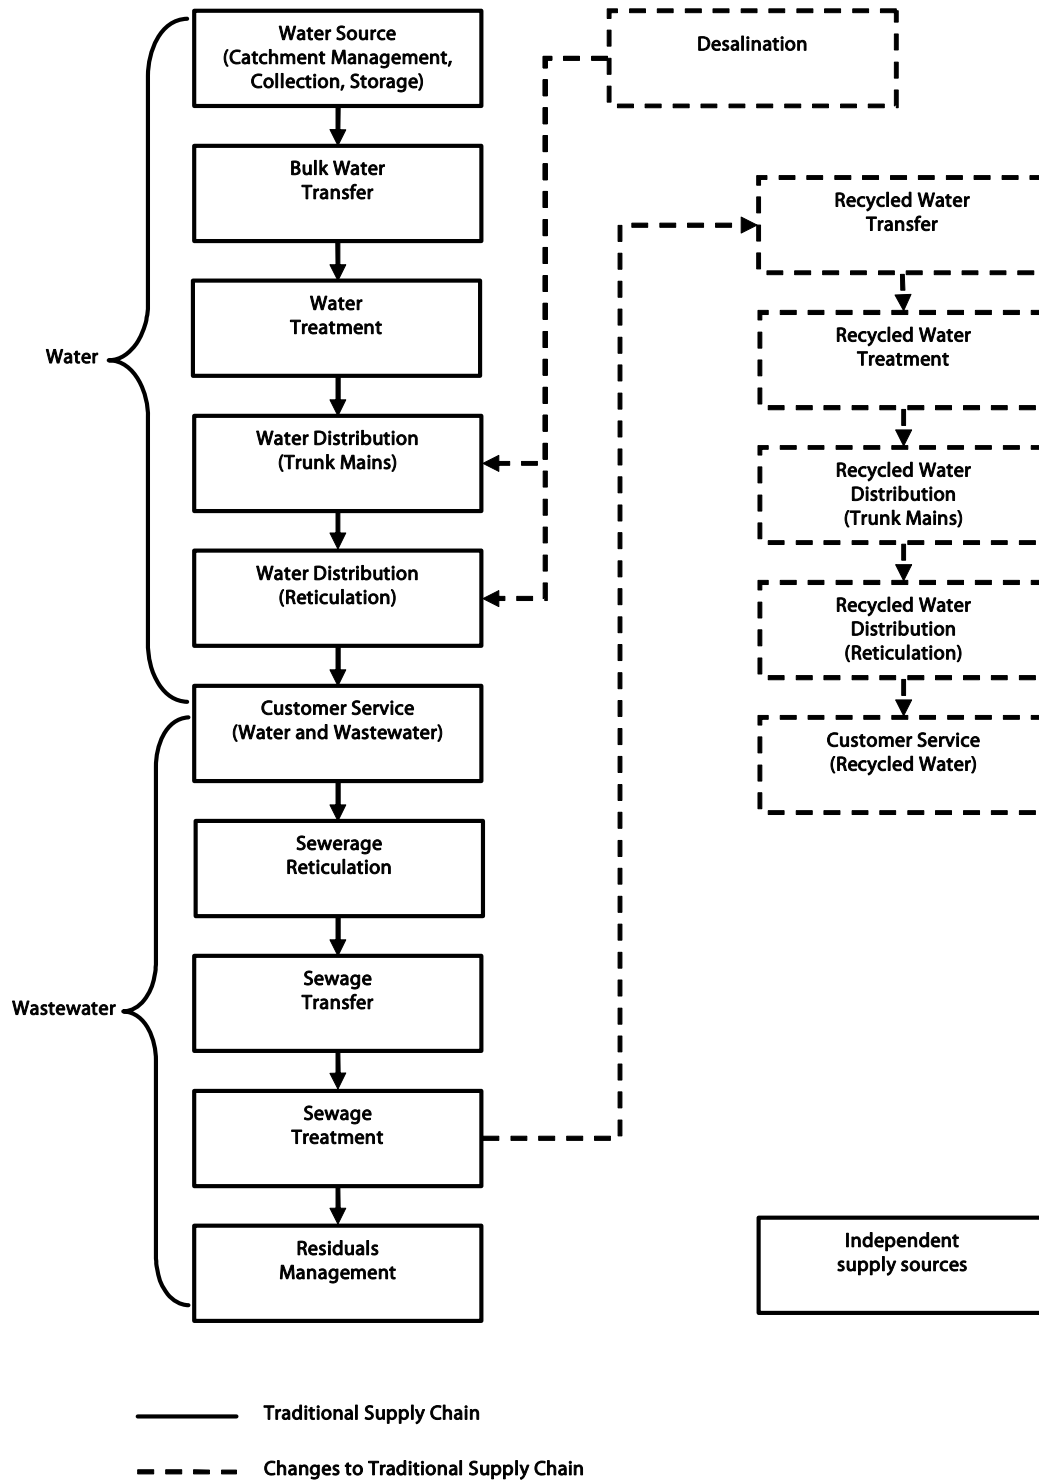 Water Source
(Catchment Management,
Collection, Storage)
Desalination
Bulk Water
Transfer
Recycled Water
Transfer
Water
Treatment
Recycled Water
Treatment
Water
Water Distribution
(Trunk Mains)
Recycled Water
Distribution
(Trunk Mains)
Water Distribution
(Reticulation)
Recycled Water
Distribution
(Reticulation)
Customer Service
(Water and Wastewater)
Customer Service
(Recycled Water)
Sewerage
Reticulation
Sewage
Transfer
Wastewater
Sewage
Treatment
Residuals
Management
Independent
supply sources
Traditional Supply Chain
Changes to Traditional Supply Chain